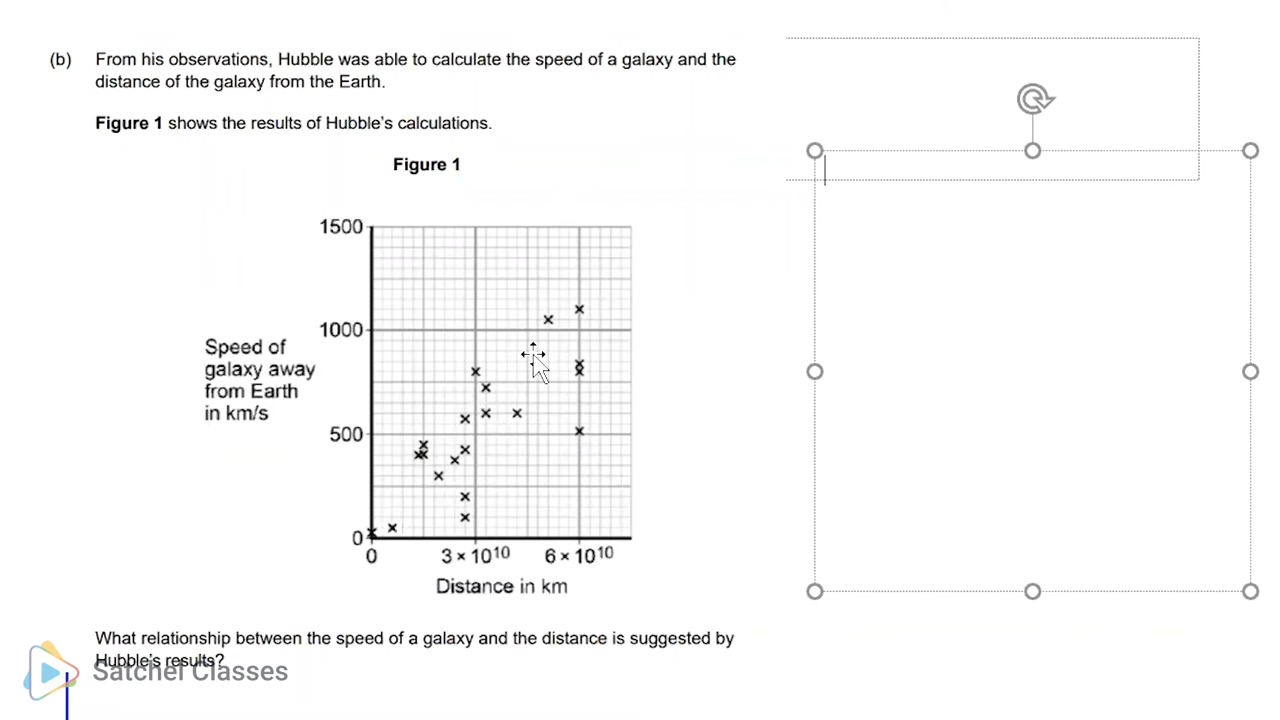 (b) From his observations, Hubble was able to calculate the speed of a galaxy and the
distance of the galaxy from the Earth.
Figure 1 shows the results of Hubble's calculations.
Figure 1
1500
1000
500
0
Speed of
galaxy away
from Earth
in km/s
0 3 × 10¹⁰ 6 × 10¹⁰
Distance in km
What relationship between the speed of a galaxy and the distance is suggested by
Hubble's results?
Satchel Classes